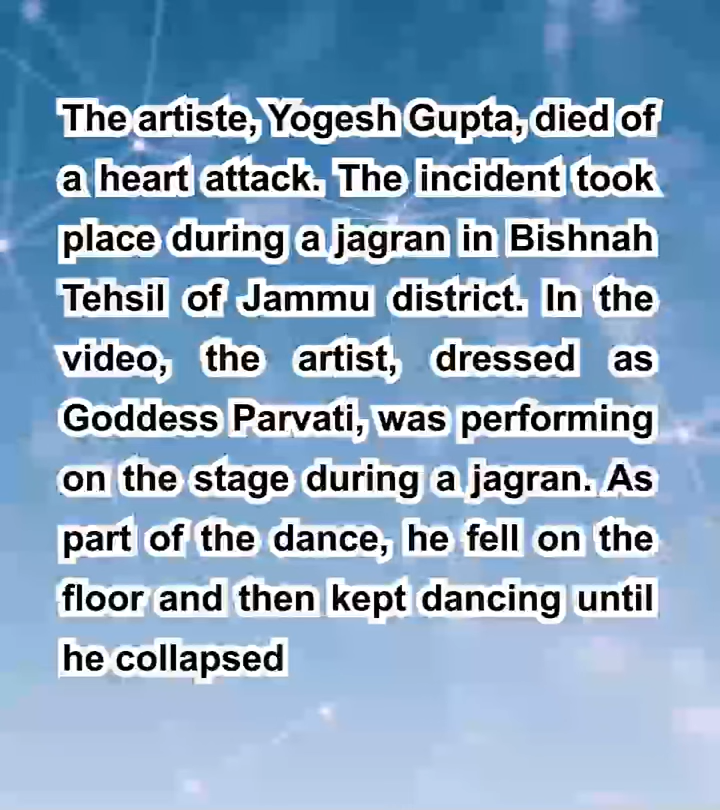 The artiste, Yogesh Gupta, died of
a heart attack. The incident took
place during a jagran in Bishnah
Tehsil of Jammu district. In the
video, the artist, dressed as
Goddess Parvati, was performing
on the stage during a jagran. As
part of the dance, he fell on the
floor and then kept dancing until
he collapsed